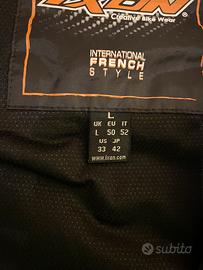 IXON
Creative Bike Wear
INTERNATIONAL
FRENCH
STYLE
L
UK EU IT
L 50 52
US JP
33 42
www.ixon.com
subito